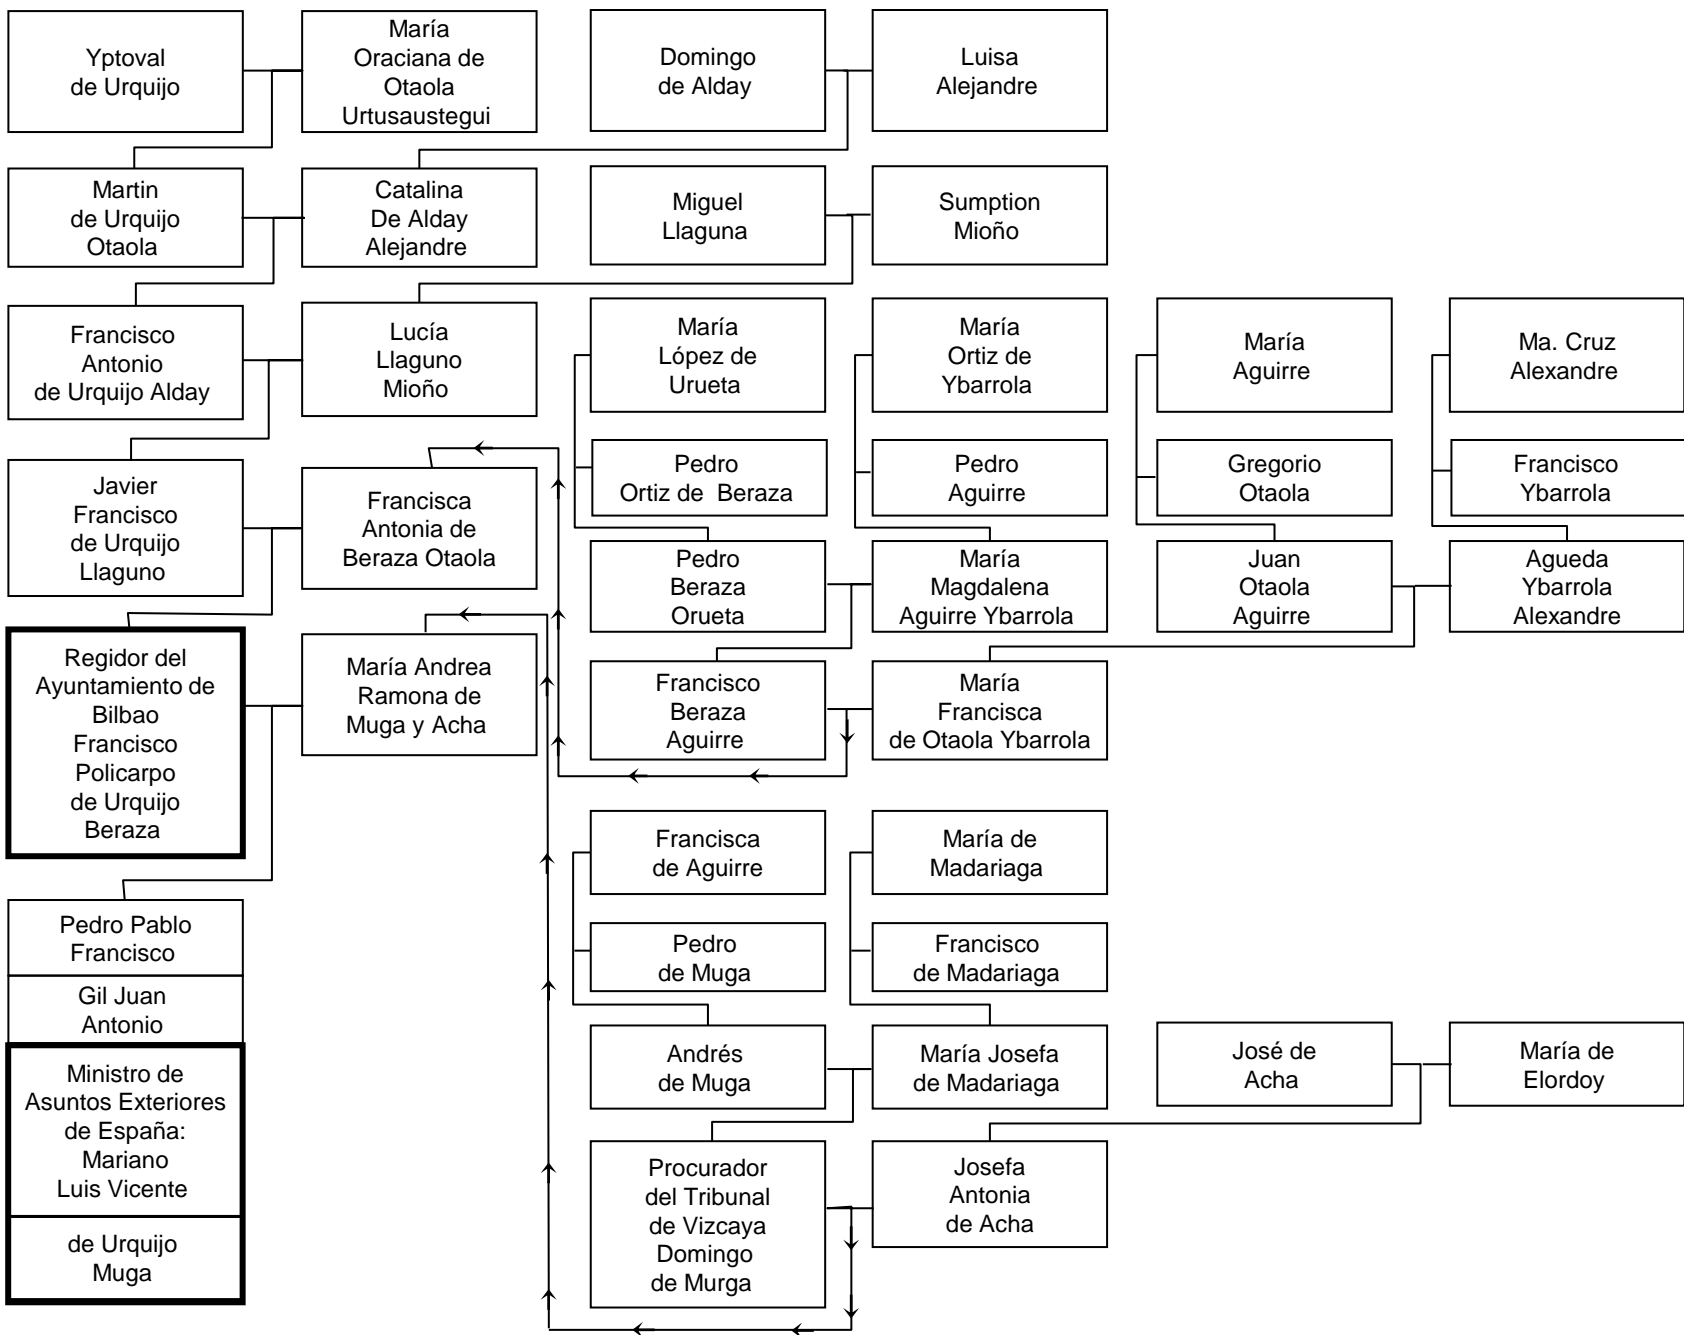 Yptoval
de Urquijo
María
Oraciana de
Otaola
Urtusaustegui
Domingo
de Alday
Luisa
Alejandre
Martin
de Urquijo
Otaola
Catalina
De Alday
Alejandre
Miguel
Llaguna
Sumption
Mioño
Francisco
Antonio
de Urquijo Alday
Lucía
Llaguno
Mioño
María
López de
Urueta
María
Ortiz de
Ybarrola
María
Aguirre
Ma. Cruz
Alexandre
Javier
Francisco
de Urquijo
Llaguno
Francisca
Antonia de
Beraza Otaola
Pedro
Ortiz de Beraza
Pedro
Aguirre
Gregorio
Otaola
Francisco
Ybarrola
Pedro
Beraza
Orueta
María
Magdalena
Aguirre Ybarrola
Juan
Otaola
Aguirre
Agueda
Ybarrola
Alexandre
Regidor del
Ayuntamiento de
Bilbao
Francisco
Policarpo
de Urquijo
Beraza
María Andrea
Ramona de
Muga y Acha
Francisco
Beraza
Aguirre
María
Francisca
de Otaola Ybarrola
Francisca
de Aguirre
María de
Madariaga
Pedro Pablo
Francisco
Pedro
de Muga
Francisco
de Madariaga
Gil Juan
Antonio
Andrés
de Muga
María Josefa
de Madariaga
José de
Acha
María de
Elordoy
Ministro de
Asuntos Exteriores
de España:
Mariano
Luis Vicente
Procurador
del Tribunal
de Vizcaya
Domingo
de Murga
Josefa
Antonia
de Acha
de Urquijo
Muga